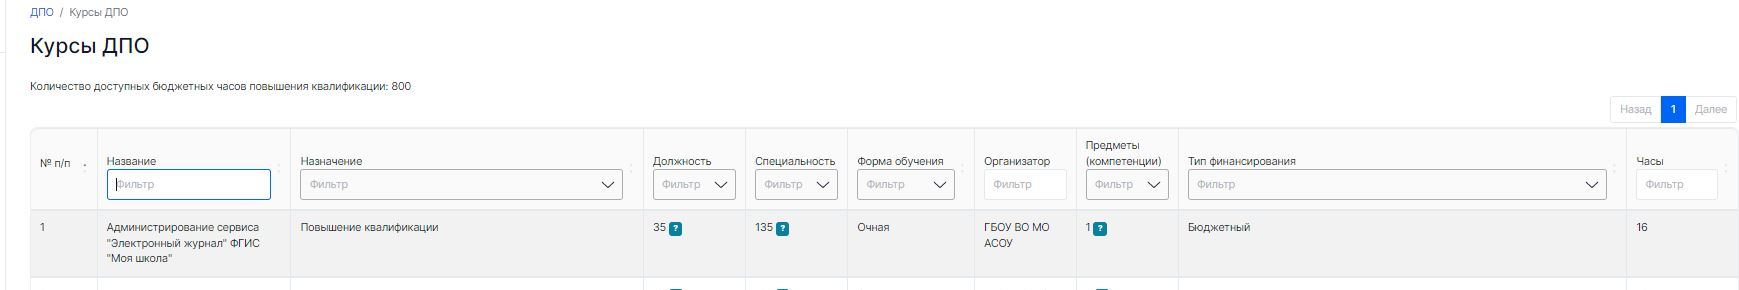 ДПО / Курсы ДПО
Курсы ДПО
Количество доступных бюджетных часов повышения квалификации: 800
Назад 1 Далее
№ п/п
Название
Фильтр
Назначение
Фильтр
Должность
Фильтр
Специальность
Фильтр
Форма обучения
Фильтр
Организатор
Фильтр
Предметы
(компетенции)
Фильтр
Тип финансирования
Фильтр
Часы
Фильтр
1
Администрирование сервиса
"Электронный журнал" ФГИС
"Моя школа"
Повышение квалификации
35 ?
135 ?
Очная
ГБОУ ВО МО
АСОУ
1 ?
Бюджетный
16